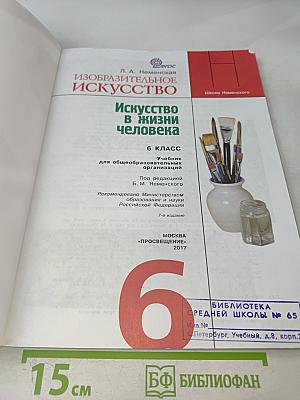 ФГОС
Л. А. Неменская
ИЗОБРАЗИТЕЛЬНОЕ
ИСКУССТВО
Школа Неменского
Искусство
в жизни
человека
6 КЛАСС
Учебник
для общеобразовательных
организаций
Под редакцией
Б. М. Неменского
Рекомендовано Министерством
образования и науки
Российской Федерации
7-е издание
МОСКВА
«ПРОСВЕЩЕНИЕ»
2017
6
БИБЛИОТЕКА
СРЕДНЕЙ ШКОЛЫ № 65
Инв.№
С.Петербург, Учебный, д.8, корп.
15 см
БФ БИБЛИОФАН